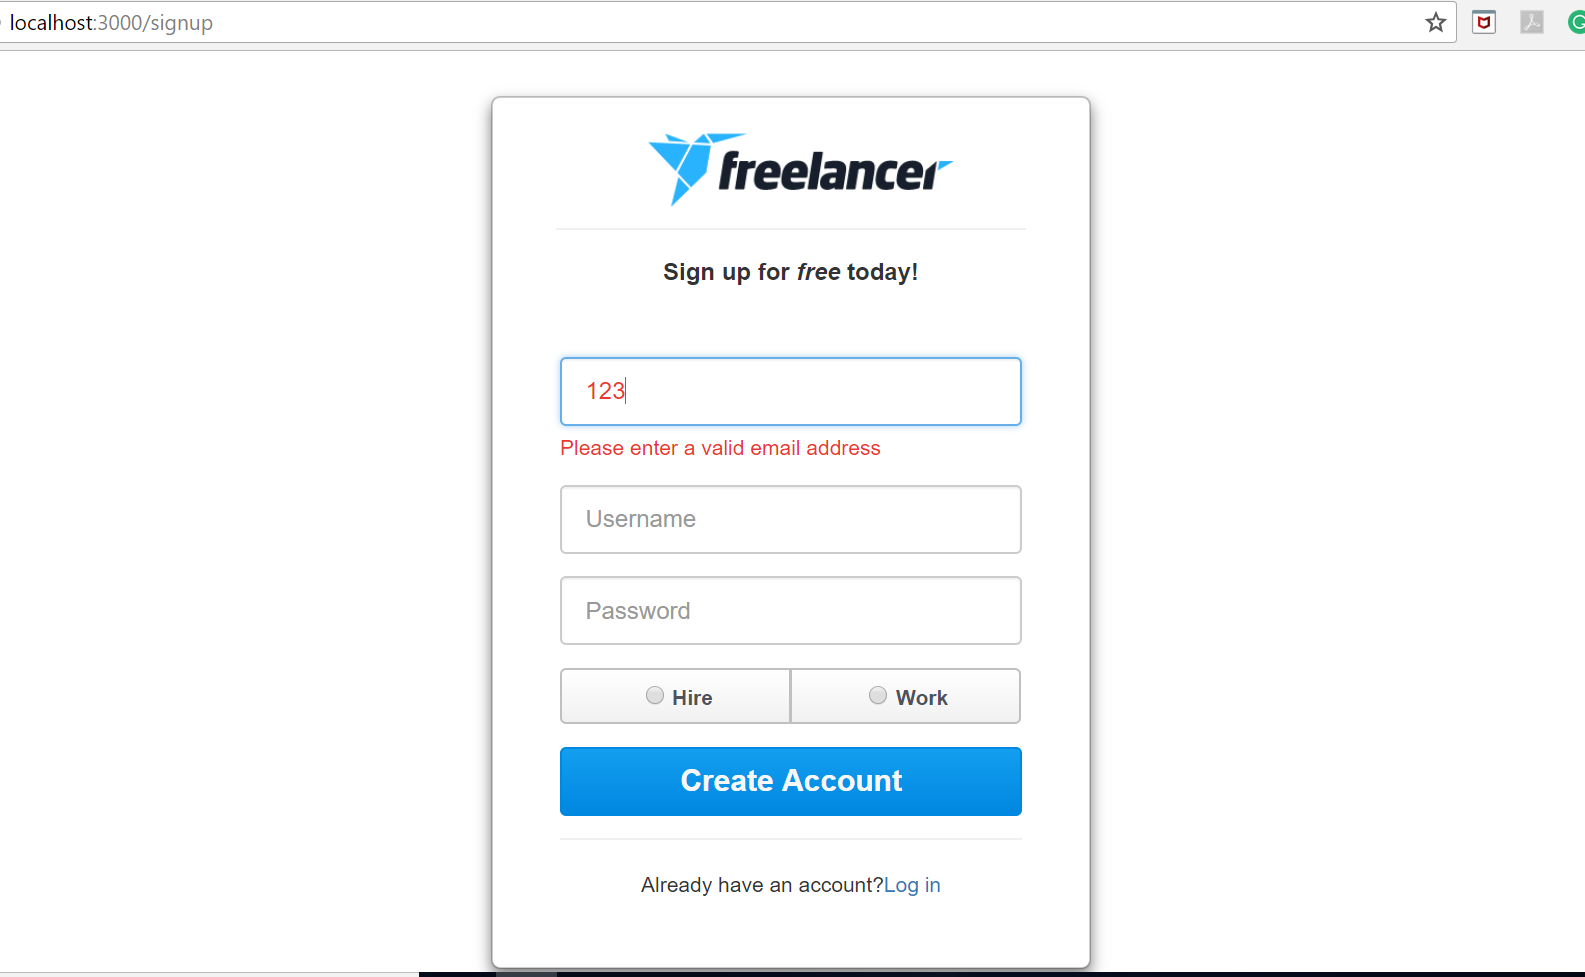 localhost:3000/signup
freelancer
Sign up for free today!
123
Please enter a valid email address
Username
Password
Hire
Work
Create Account
Already have an account?Log in